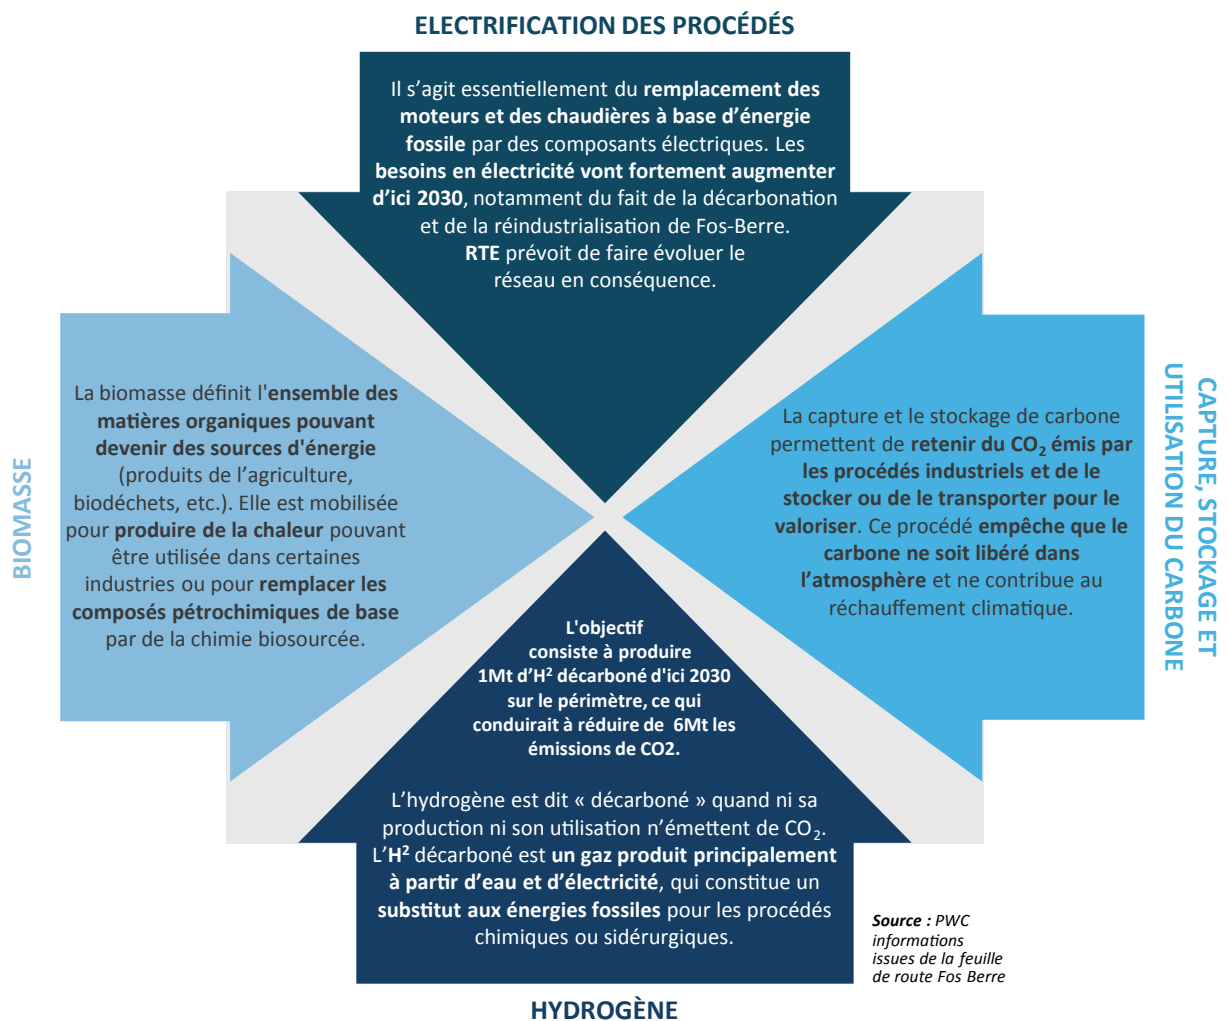 ELECTRIFICATION DES PROCÉDÉS
Il s’agit essentiellement du remplacement des
moteurs et des chaudières à base d’énergie
fossile par des composants électriques. Les
besoins en électricité vont fortement augmenter
d’ici 2030, notamment du fait de la décarbonation
et de la réindustrialisation de Fos-Berre.
RTE prévoit de faire évoluer le
réseau en conséquence.
BIOMASSE
La biomasse définit l'ensemble des
matières organiques pouvant
devenir des sources d'énergie
(produits de l’agriculture,
biodéchets, etc.). Elle est mobilisée
pour produire de la chaleur pouvant
être utilisée dans certaines
industries ou pour remplacer les
composés pétrochimiques de base
par de la chimie biosourcée.
La capture et le stockage de carbone
permettent de retenir du CO₂ émis par
les procédés industriels et de le
stocker ou de le transporter pour le
valoriser. Ce procédé empêche que le
carbone ne soit libéré dans
l’atmosphère et ne contribue au
réchauffement climatique.
CAPTURE, STOCKAGE ET
UTILISATION DU CARBONE
L'objectif
consiste à produire
1Mt d’H² décarboné d'ici 2030
sur le périmètre, ce qui
conduirait à réduire de 6Mt les
émissions de CO2.
L’hydrogène est dit « décarboné » quand ni sa
production ni son utilisation n’émettent de CO₂.
L’H² décarboné est un gaz produit principalement
à partir d’eau et d’électricité, qui constitue un
substitut aux énergies fossiles pour les procédés
chimiques ou sidérurgiques.
HYDROGÈNE
Source : PWC
informations
issues de la feuille
de route Fos Berre